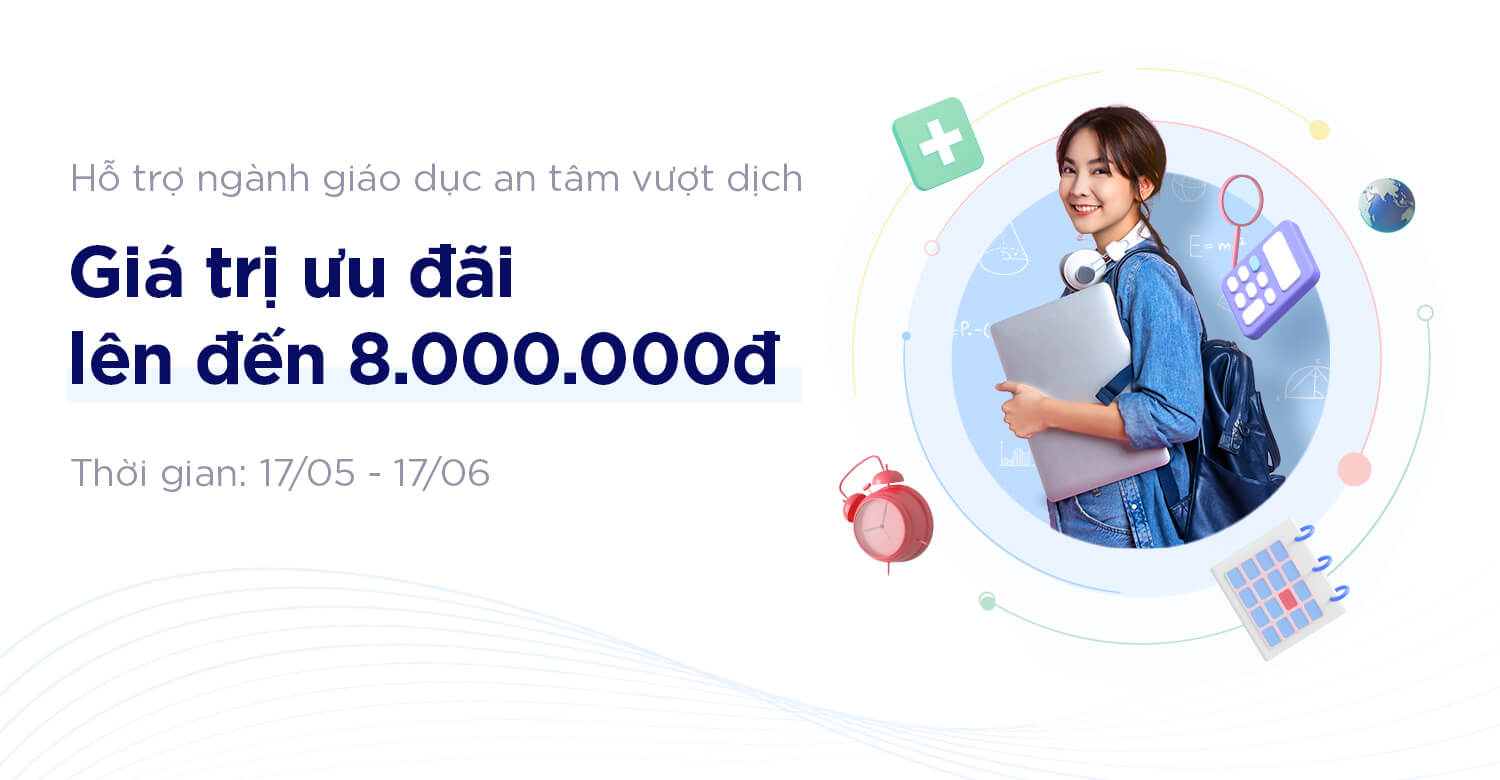 Hỗ trợ ngành giáo dục an tâm vượt dịch
Giá trị ưu đãi
lên đến 8.000.000đ
Thời gian: 17/05 - 17/06